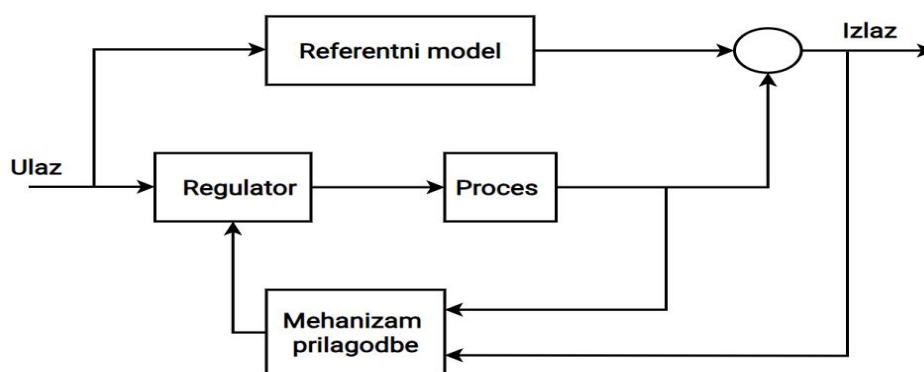 Izlaz
Referentni model
Ulaz
Regulator
Proces
Mehanizam
prilagodbe